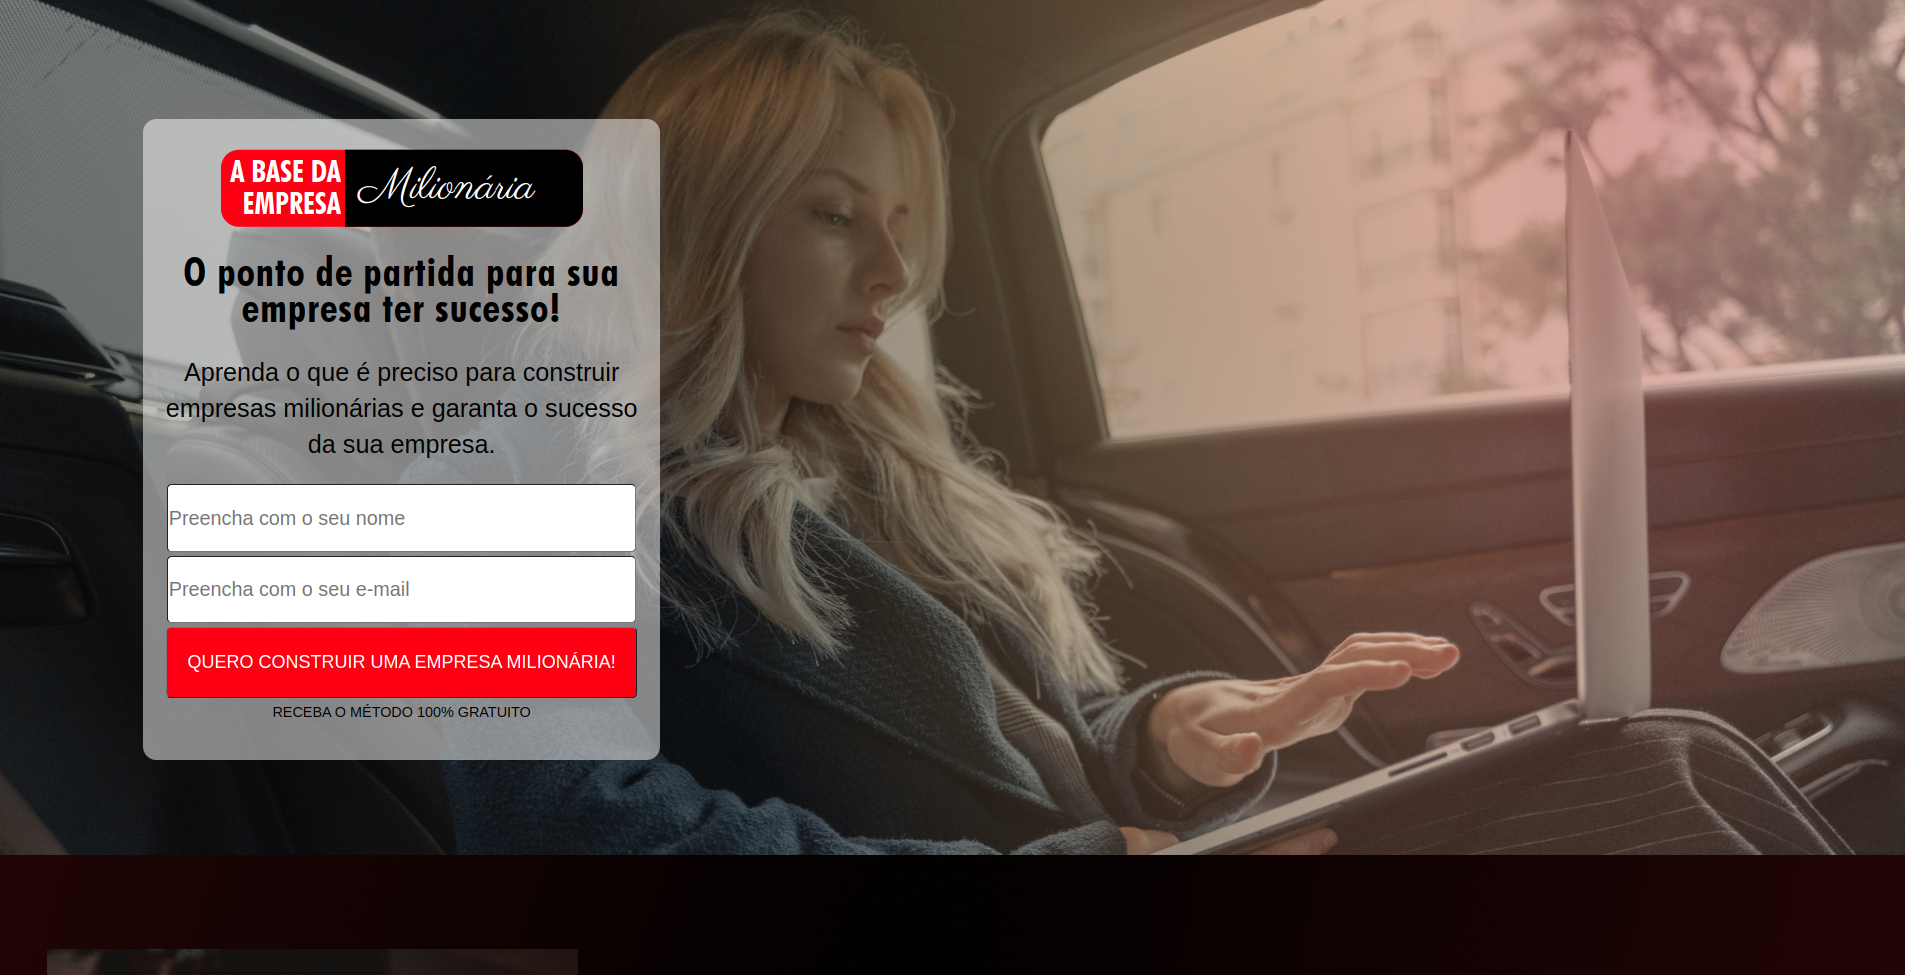 A BASE DA
EMPRESA
Milionária
O ponto de partida para sua
empresa ter sucesso!
Aprenda o que é preciso para construir
empresas milionárias e garanta o sucesso
da sua empresa.
Preencha com o seu nome
Preencha com o seu e-mail
QUERO CONSTRUIR UMA EMPRESA MILIONÁRIA!
RECEBA O MÉTODO 100% GRATUITO